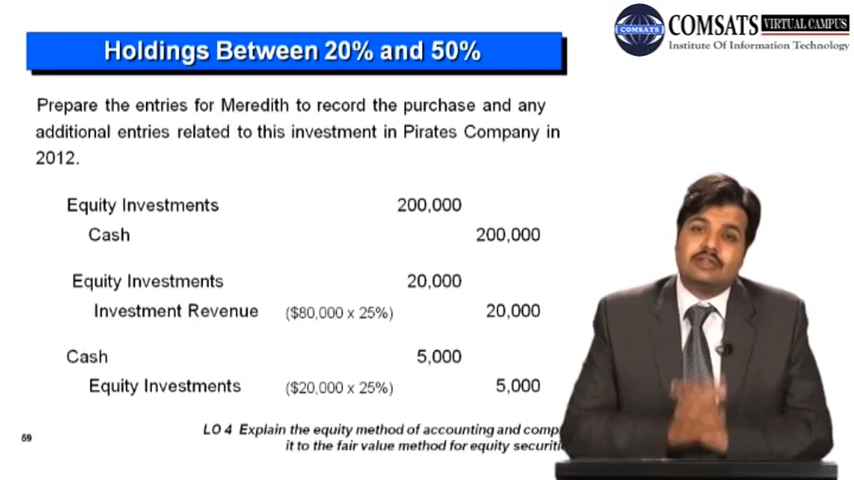 COMSATS VIRTUAL CAMPUS
COMSATS
Institute Of Information Technology
Holdings Between 20% and 50%
Prepare the entries for Meredith to record the purchase and any
additional entries related to this investment in Pirates Company in
2012.
Equity Investments 200,000
Cash 200,000
Equity Investments 20,000
Investment Revenue ($80,000 x 25%) 20,000
Cash 5,000
Equity Investments ($20,000 x 25%) 5,000
LO 4 Explain the equity method of accounting and comp
59
it to the fair value method for equity securiti